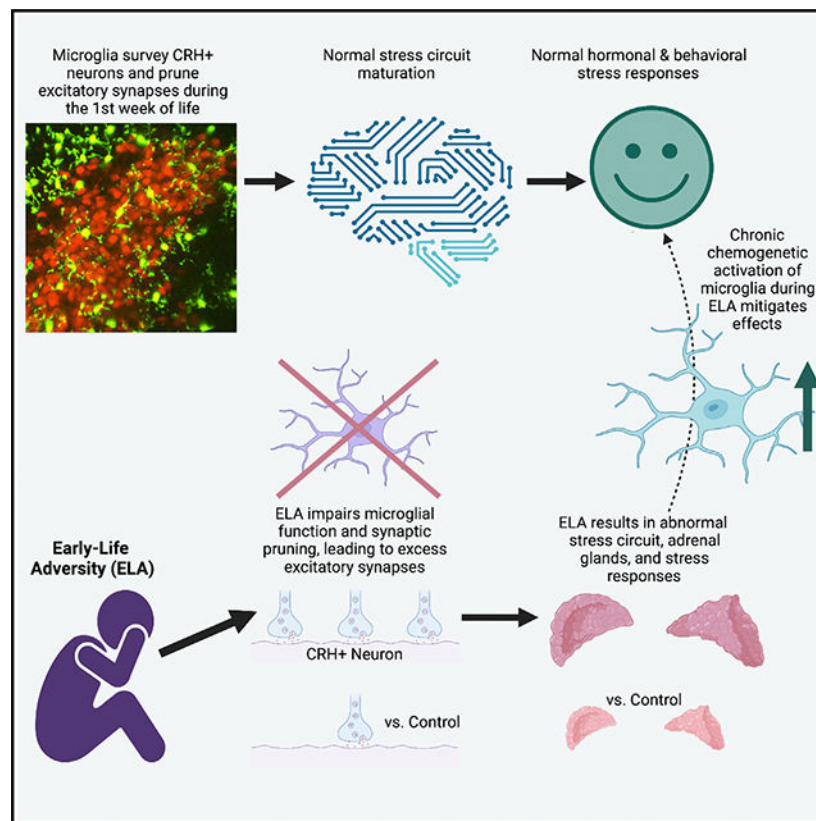 Microglia survey CRH+
neurons and prune
excitatory synapses during
the 1st week of life
Normal stress circuit
maturation
Normal hormonal & behavioral
stress responses
Chronic
chemogenetic
activation of
microglia during
ELA mitigates
effects
Early-Life
Adversity (ELA)
ELA impairs microglial
function and synaptic
pruning, leading to excess
excitatory synapses
CRH+ Neuron
vs. Control
ELA results in abnormal
stress circuit, adrenal
glands, and stress
responses
vs. Control